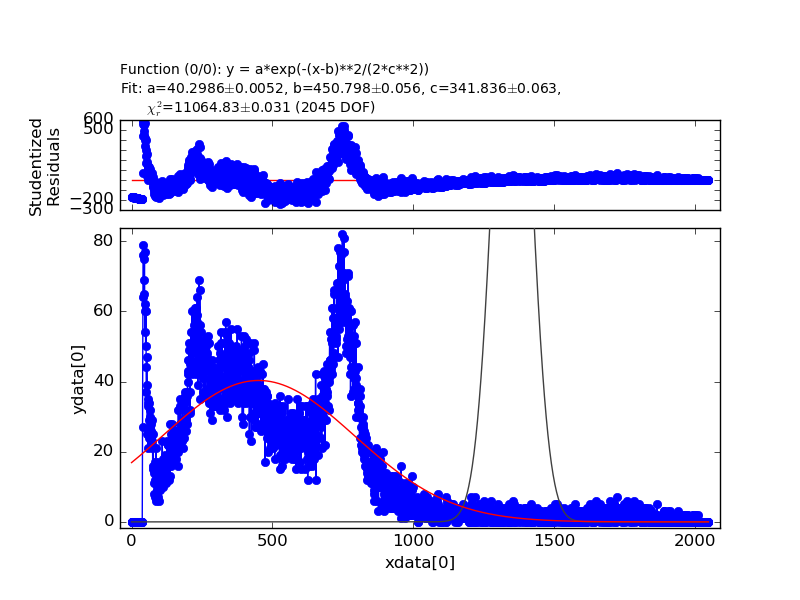 Function (0/0): y = a*exp(-(x-b)**2/(2*c**2))
Fit: a=40.2986±0.0052, b=450.798±0.056, c=341.836±0.063,
χ²ᵣ=11064.83±0.031 (2045 DOF)
Studentized
Residuals
600
500
−200
−300
ydata[0]
80
60
40
20
0
0 500 1000 1500 2000
xdata[0]